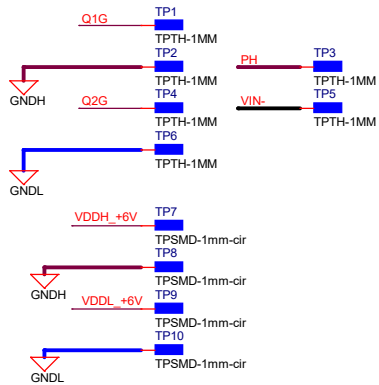 TP1
Q1G
TPTH-1MM
TP2
GNDH
TPTH-1MM
TP3
PH
TPTH-1MM
TP4
Q2G
TPTH-1MM
TP5
VIN-
TPTH-1MM
TP6
GNDL
TPTH-1MM
TP7
VDDH_+6V
TPSMD-1mm-cir
TP8
GNDH
TPSMD-1mm-cir
TP9
VDDL_+6V
TPSMD-1mm-cir
TP10
GNDL
TPSMD-1mm-cir